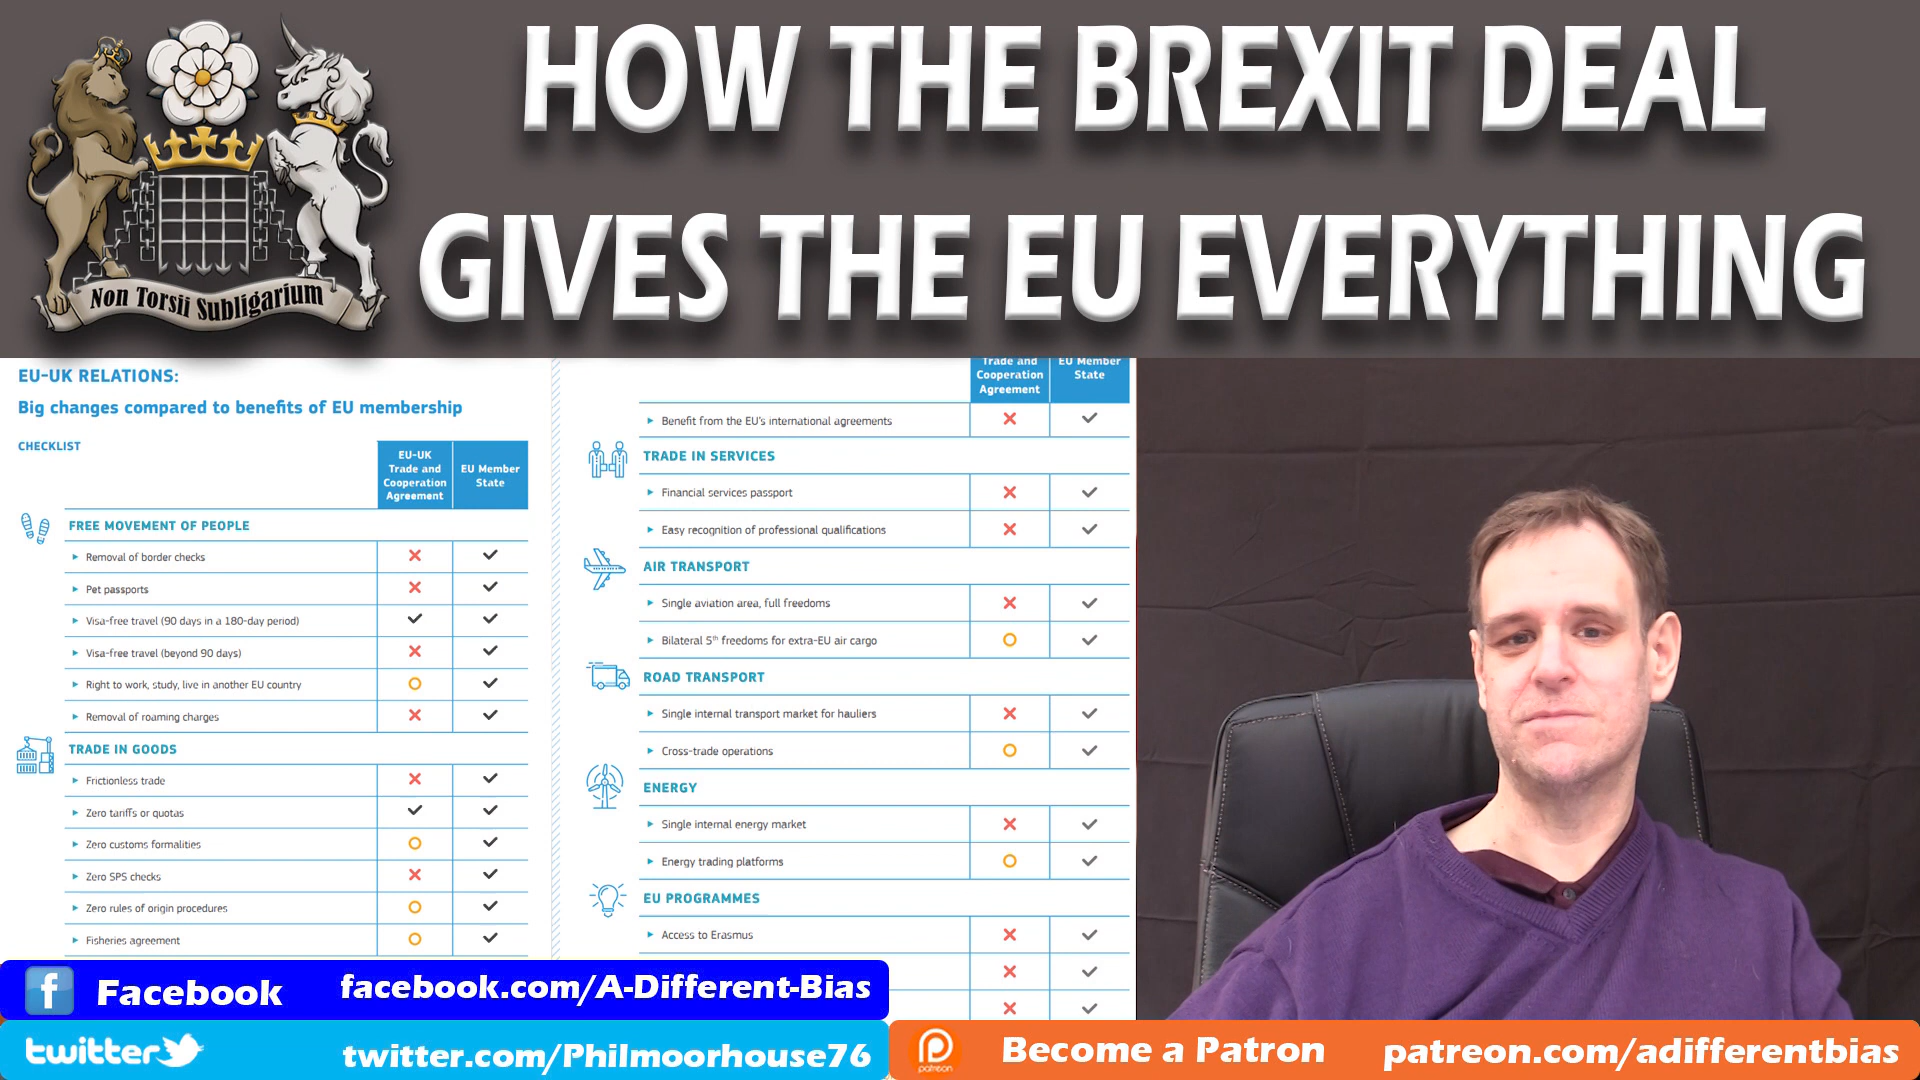 HOW THE BREXIT DEAL
GIVES THE EU EVERYTHING
Non Torsii Subligarium
EU-UK RELATIONS:
Big changes compared to benefits of EU membership
CHECKLIST
EU-UK
Trade and
Cooperation
Agreement
EU Member
State
FREE MOVEMENT OF PEOPLE
Removal of border checks
Pet passports
Visa-free travel (90 days in a 180-day period)
Visa-free travel (beyond 90 days)
Right to work, study, live in another EU country
Removal of roaming charges
TRADE IN GOODS
Frictionless trade
Zero tariffs or quotas
Zero customs formalities
Zero SPS checks
Zero rules of origin procedures
Fisheries agreement
Trade and
Cooperation
Agreement
EU Member
State
Benefit from the EU's international agreements
TRADE IN SERVICES
Financial services passport
Easy recognition of professional qualifications
AIR TRANSPORT
Single aviation area, full freedoms
Bilateral 5th freedoms for extra-EU air cargo
ROAD TRANSPORT
Single internal transport market for hauliers
Cross-trade operations
ENERGY
Single internal energy market
Energy trading platforms
EU PROGRAMMES
Access to Erasmus
f Facebook facebook.com/A-Different-Bias
twitter twitter.com/Philmoorhouse76
patreon Become a Patron patreon.com/adifferentbias